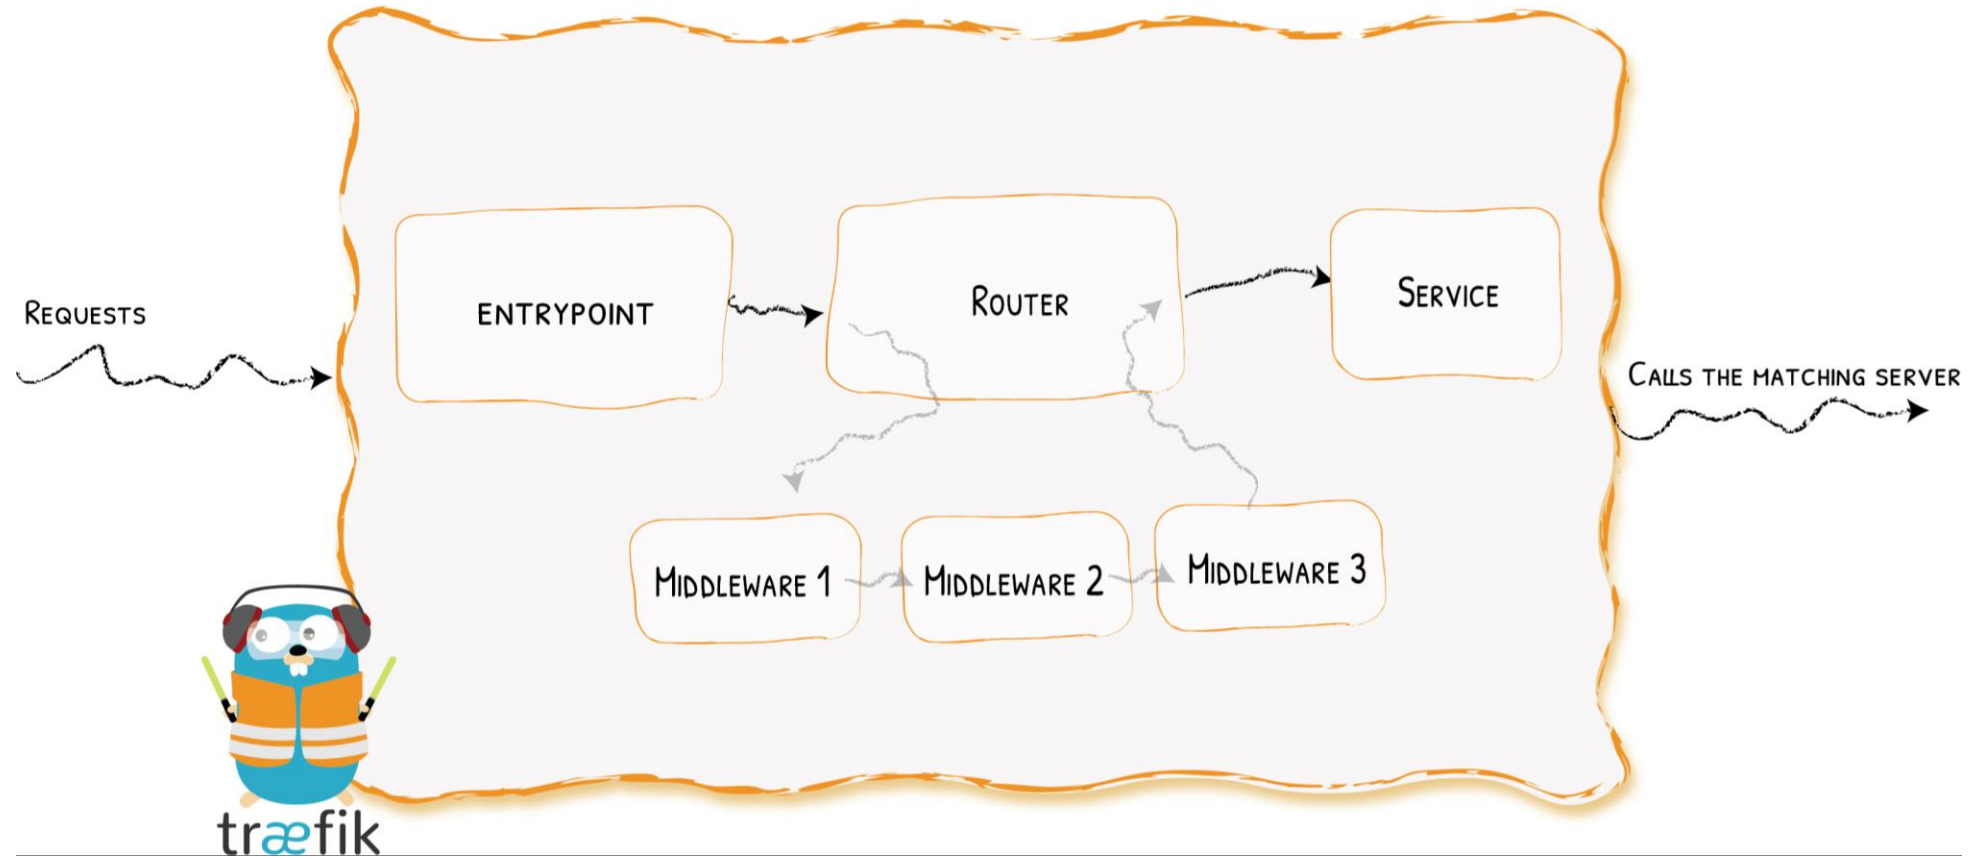 REQUESTS
ENTRYPOINT
ROUTER
SERVICE
CALLS THE MATCHING SERVER
MIDDLEWARE 1
MIDDLEWARE 2
MIDDLEWARE 3
træfik